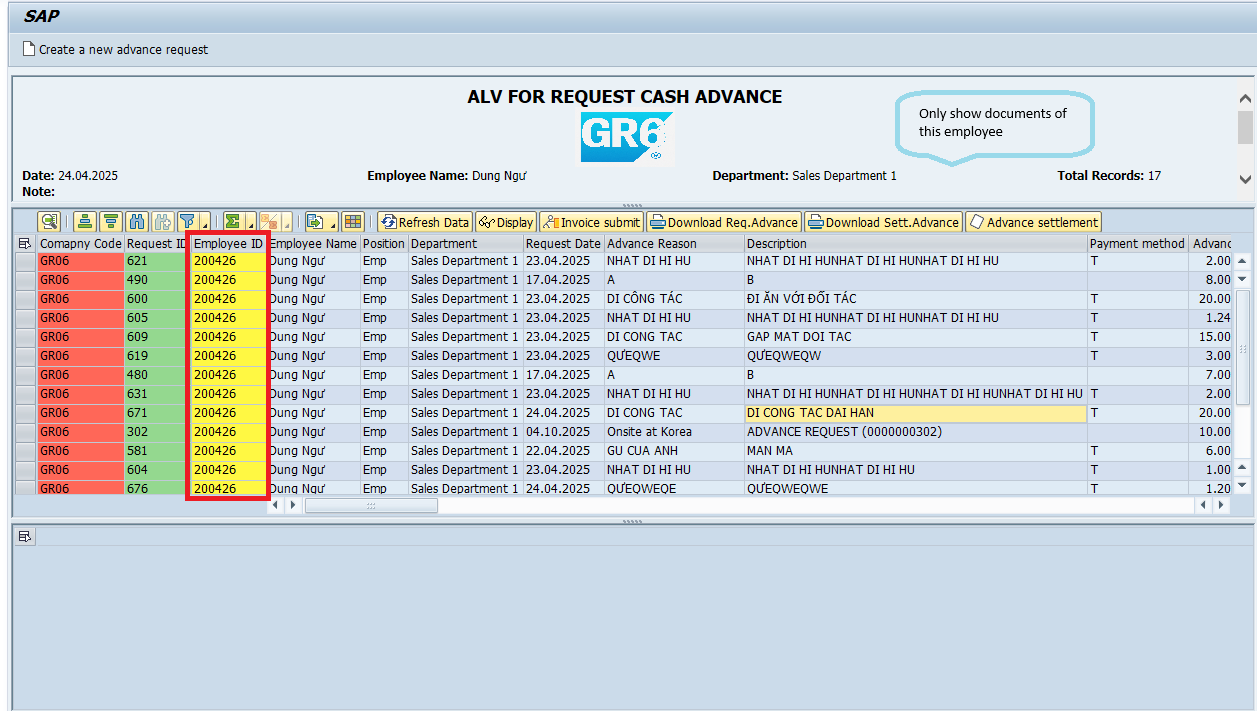 SAP
Create a new advance request
ALV FOR REQUEST CASH ADVANCE
GR6
Only show documents of
this employee
Date: 24.04.2025 Employee Name: Dung Ngư Department: Sales Department 1 Total Records: 17
Note:
Refresh Data Display Invoice submit Download Req.Advance Download Sett.Advance Advance settlement
Comapny Code Request ID Employee ID Employee Name Position Department Request Date Advance Reason Description Payment method Advanc
GR06 621 200426 Dung Ngư Emp Sales Department 1 23.04.2025 NHAT DI HI HU NHAT DI HI HUNHAT DI HI HUNHAT DI HI HU T 2.00
GR06 490 200426 Dung Ngư Emp Sales Department 1 17.04.2025 A B 8.00
GR06 600 200426 Dung Ngư Emp Sales Department 1 23.04.2025 DI CÔNG TÁC ĐI ĂN VỚI ĐỐI TÁC T 20.00
GR06 605 200426 Dung Ngư Emp Sales Department 1 23.04.2025 NHAT DI HI HU NHAT DI HI HUNHAT DI HI HUNHAT DI HI HU T 1.24
GR06 609 200426 Dung Ngư Emp Sales Department 1 23.04.2025 DI CONG TAC GAP MAT DOI TAC T 15.00
GR06 619 200426 Dung Ngư Emp Sales Department 1 23.04.2025 QƯEQWE QƯEQWEQW T 3.00
GR06 480 200426 Dung Ngư Emp Sales Department 1 17.04.2025 A B 7.00
GR06 631 200426 Dung Ngư Emp Sales Department 1 23.04.2025 NHAT DI HI HU NHAT DI HI HUNHAT DI HI HUNHAT DI HI HUNHAT DI HI HU T 2.00
GR06 671 200426 Dung Ngư Emp Sales Department 1 24.04.2025 DI CONG TAC DI CONG TAC DAI HAN T 20.00
GR06 302 200426 Dung Ngư Emp Sales Department 1 04.10.2025 Onsite at Korea ADVANCE REQUEST (0000000302) 10.00
GR06 581 200426 Dung Ngư Emp Sales Department 1 22.04.2025 GU CUA ANH MAN MA T 6.00
GR06 604 200426 Dung Ngư Emp Sales Department 1 23.04.2025 NHAT DI HI HU NHAT DI HI HUNHAT DI HI HU T 1.00
GR06 676 200426 Dung Ngư Emp Sales Department 1 24.04.2025 QƯEQWEQE QƯEQWEQWE T 1.20